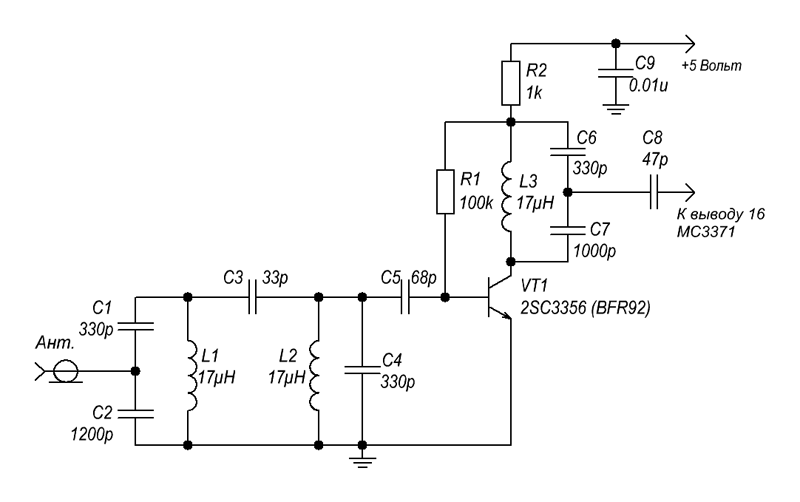 C9
0.01u
+5 Вольт
R2
1k
C6
330p
C8
47p
R1
100k
L3
17µH
C7
1000p
К выводу 16
MC3371
C3 33p
C5 68p
VT1
2SC3356 (BFR92)
C1
330p
Ант.
L1
17µH
L2
17µH
C4
330p
C2
1200p